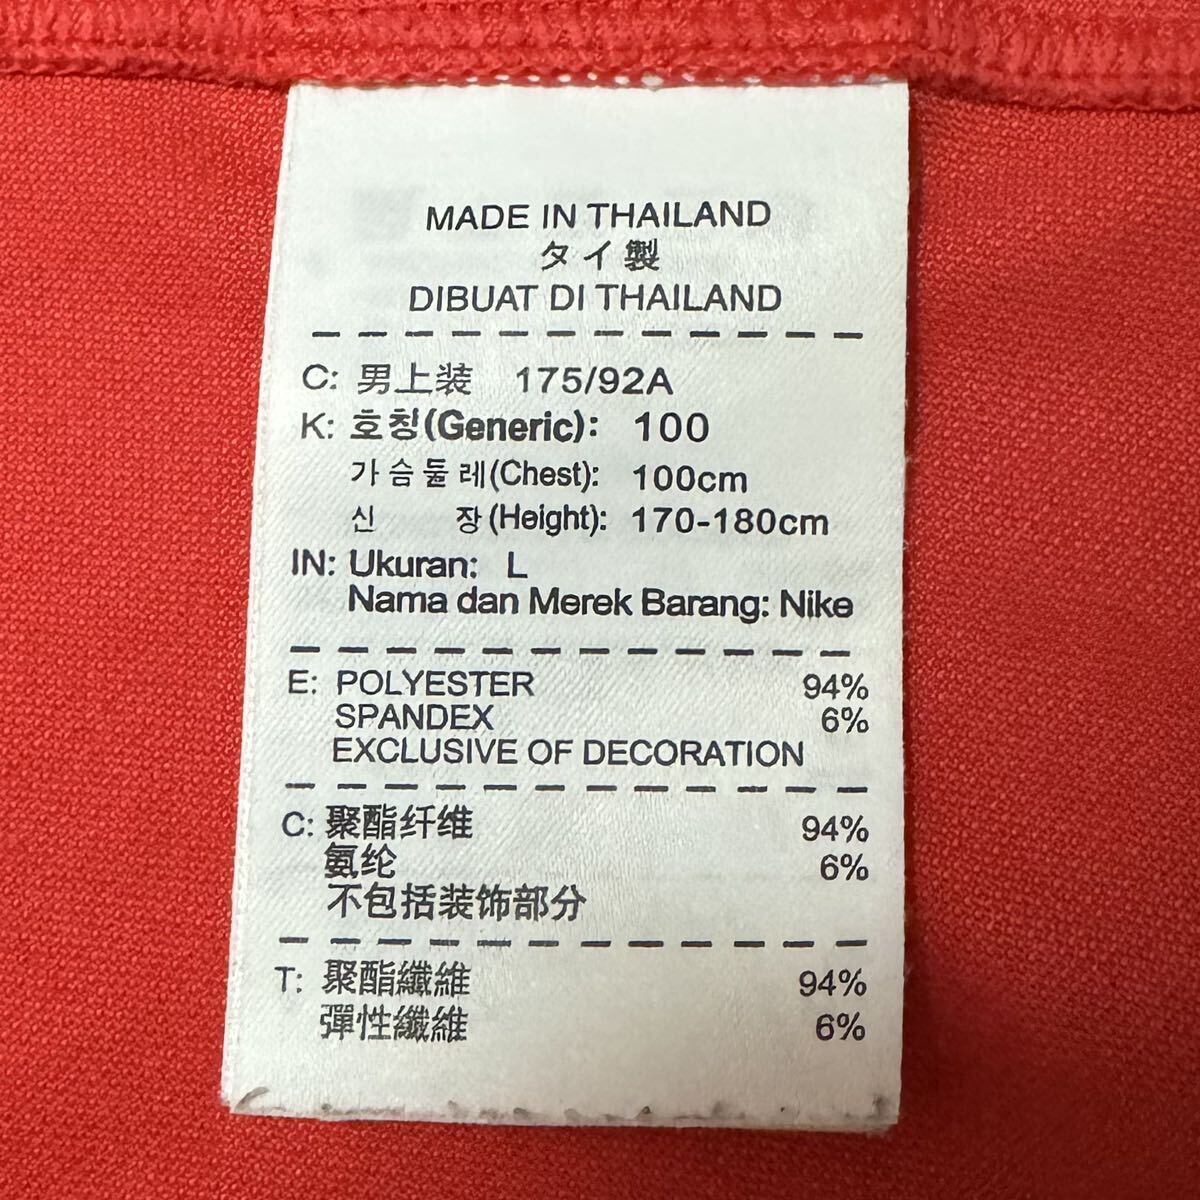 MADE IN THAILAND
タイ製
DIBUAT DI THAILAND
C: 男上装 175/92A
K: 호칭(Generic): 100
가슴둘레(Chest): 100cm
신 장(Height): 170-180cm
IN: Ukuran: L
Nama dan Merek Barang: Nike
E: POLYESTER 94%
SPANDEX 6%
EXCLUSIVE OF DECORATION
C: 聚酯纤维 94%
氨纶 6%
不包括装饰部分
T: 聚酯纖維 94%
彈性纖維 6%